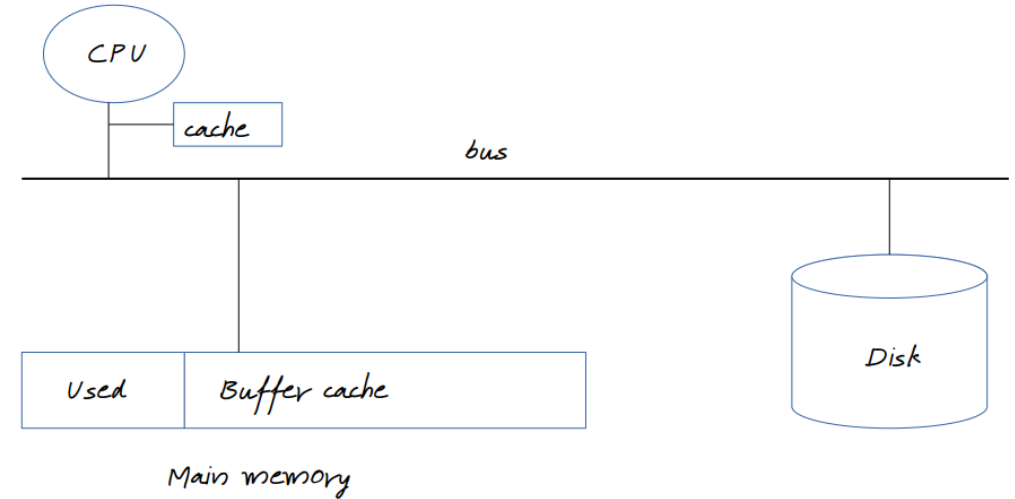 CPU
cache
bus
Used
Buffer cache
Disk
Main memory